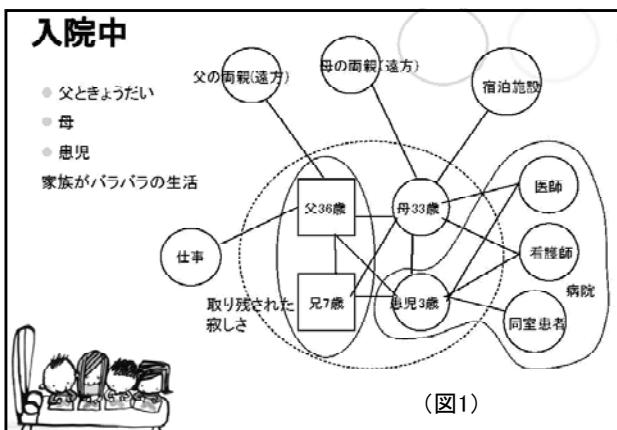 入院中
父ときょうだい
母
患児
家族がバラバラの生活
父の両親(遠方)
母の両親(遠方)
宿泊施設
父36歳
母33歳
医師
仕事
看護師
兄7歳
患児3歳
病院
同室患者
取り残された
寂しさ
(図1)